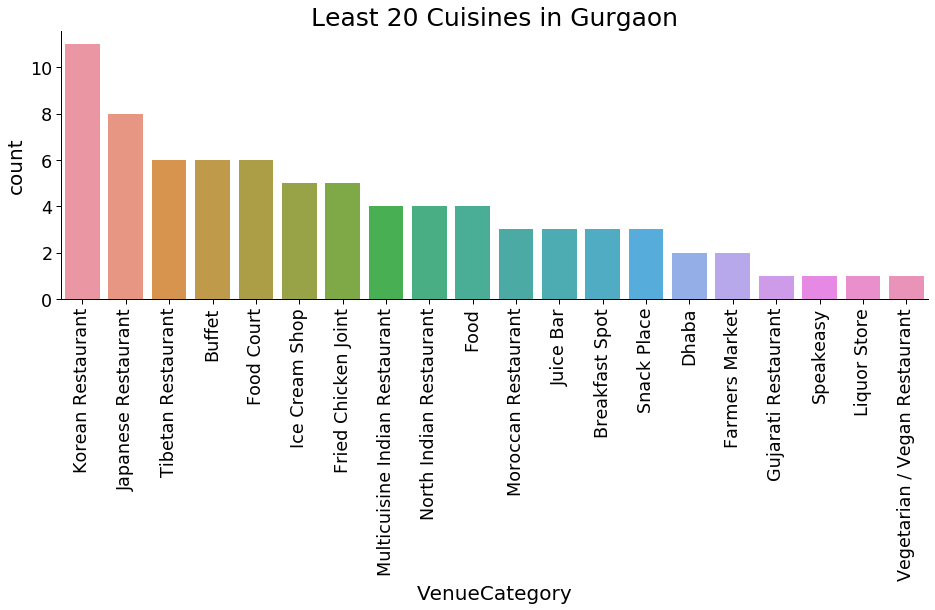 Least 20 Cuisines in Gurgaon
count
10
8
6
4
2
0
Korean Restaurant
Japanese Restaurant
Tibetan Restaurant
Buffet
Food Court
Ice Cream Shop
Fried Chicken Joint
Multicuisine Indian Restaurant
North Indian Restaurant
Food
Moroccan Restaurant
Juice Bar
Breakfast Spot
Snack Place
Dhaba
Farmers Market
Gujarati Restaurant
Speakeasy
Liquor Store
Vegetarian / Vegan Restaurant
VenueCategory